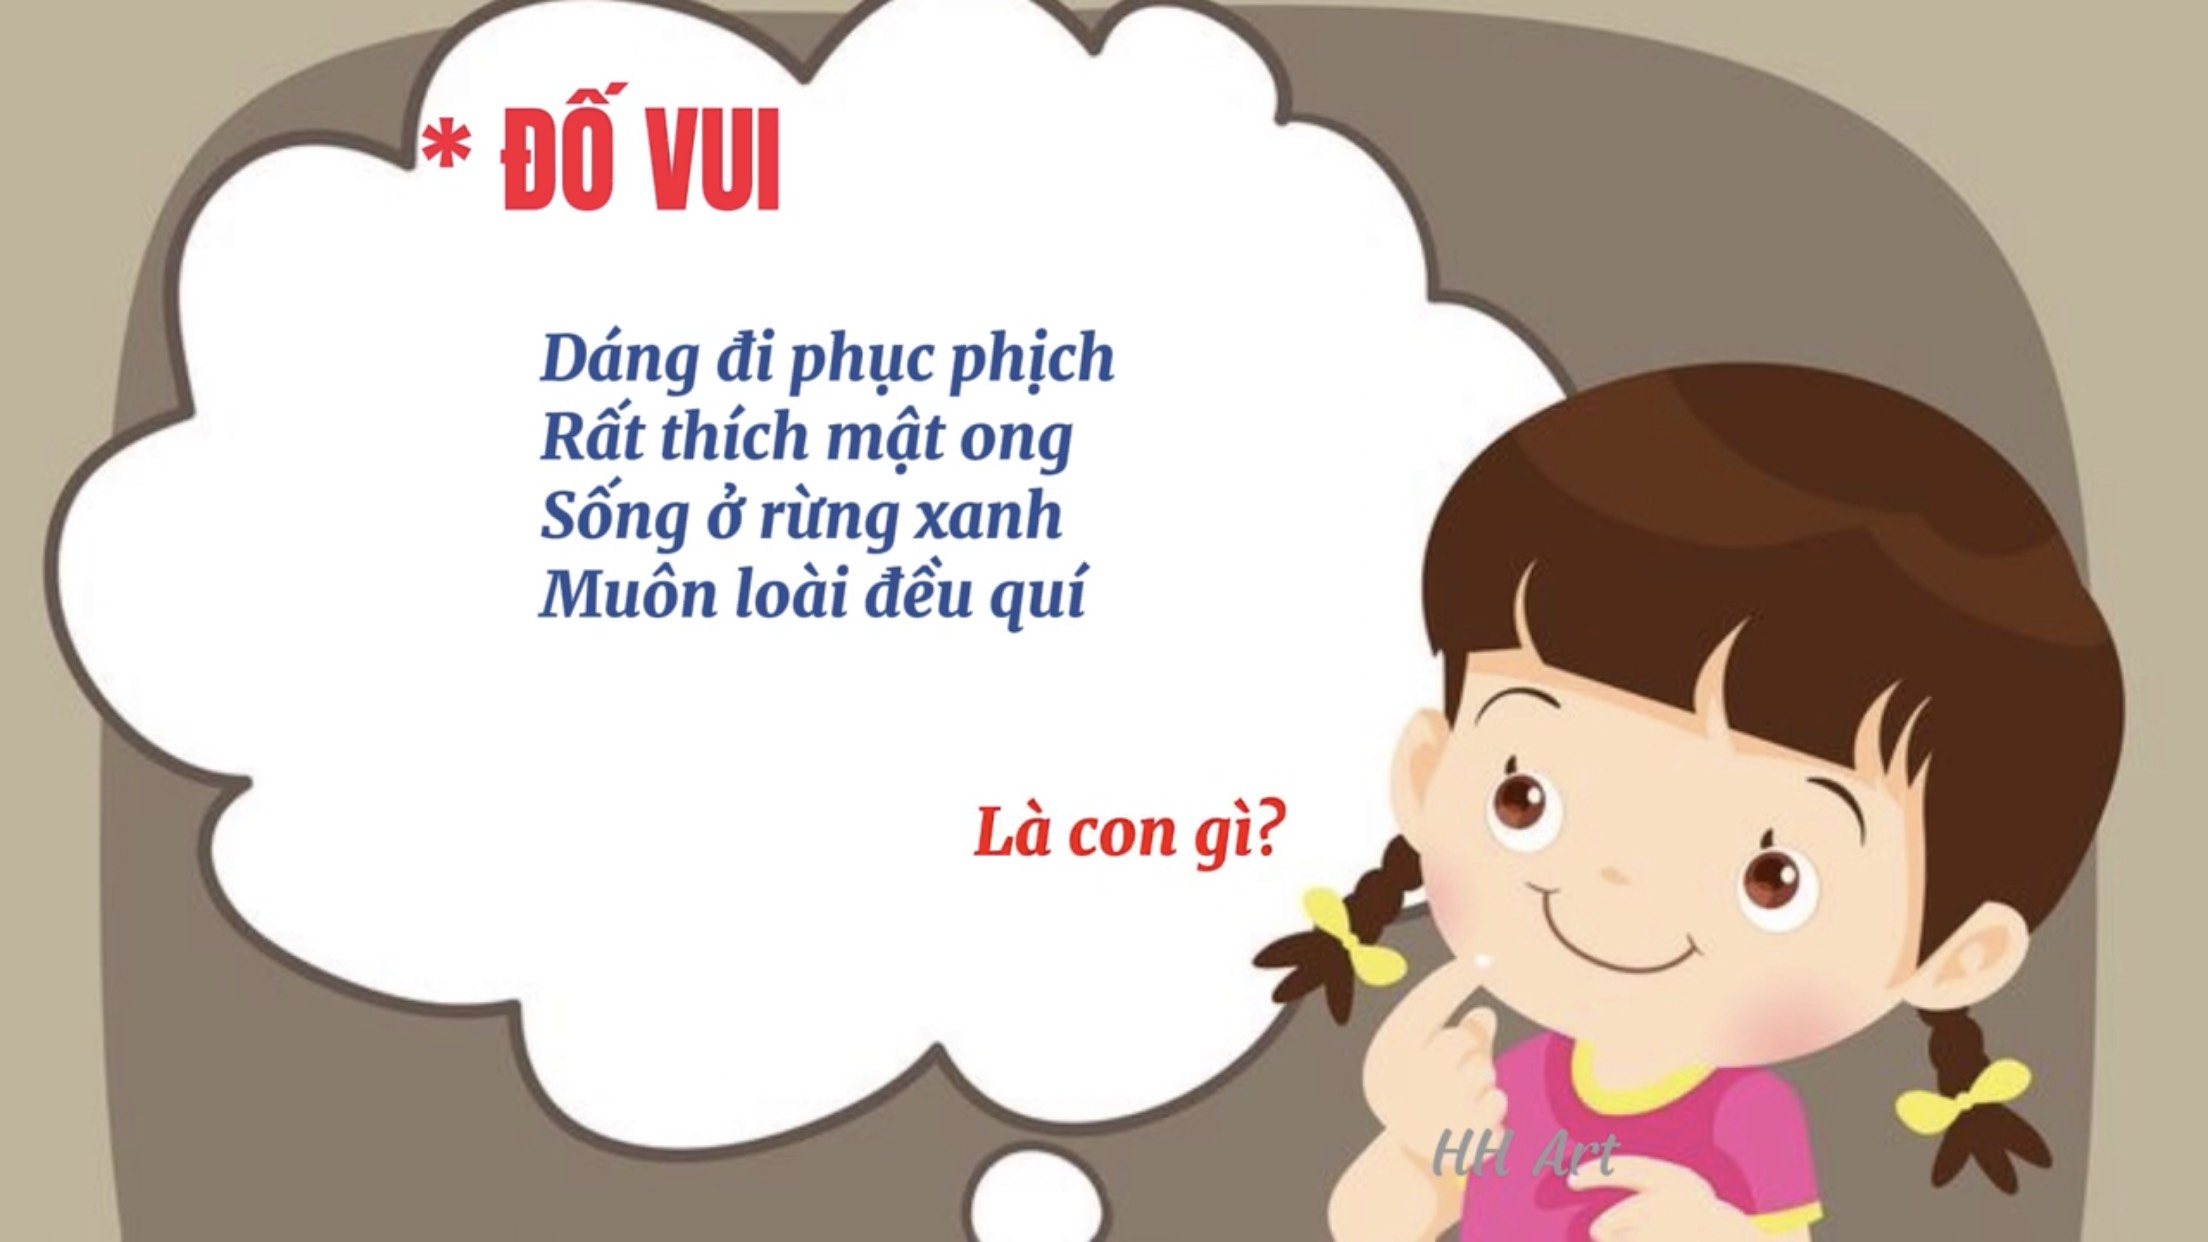 * ĐỐ VUI
Dáng đi phục phịch
Rất thích mật ong
Sống ở rừng xanh
Muôn loài đều quí
Là con gì?
HH Art